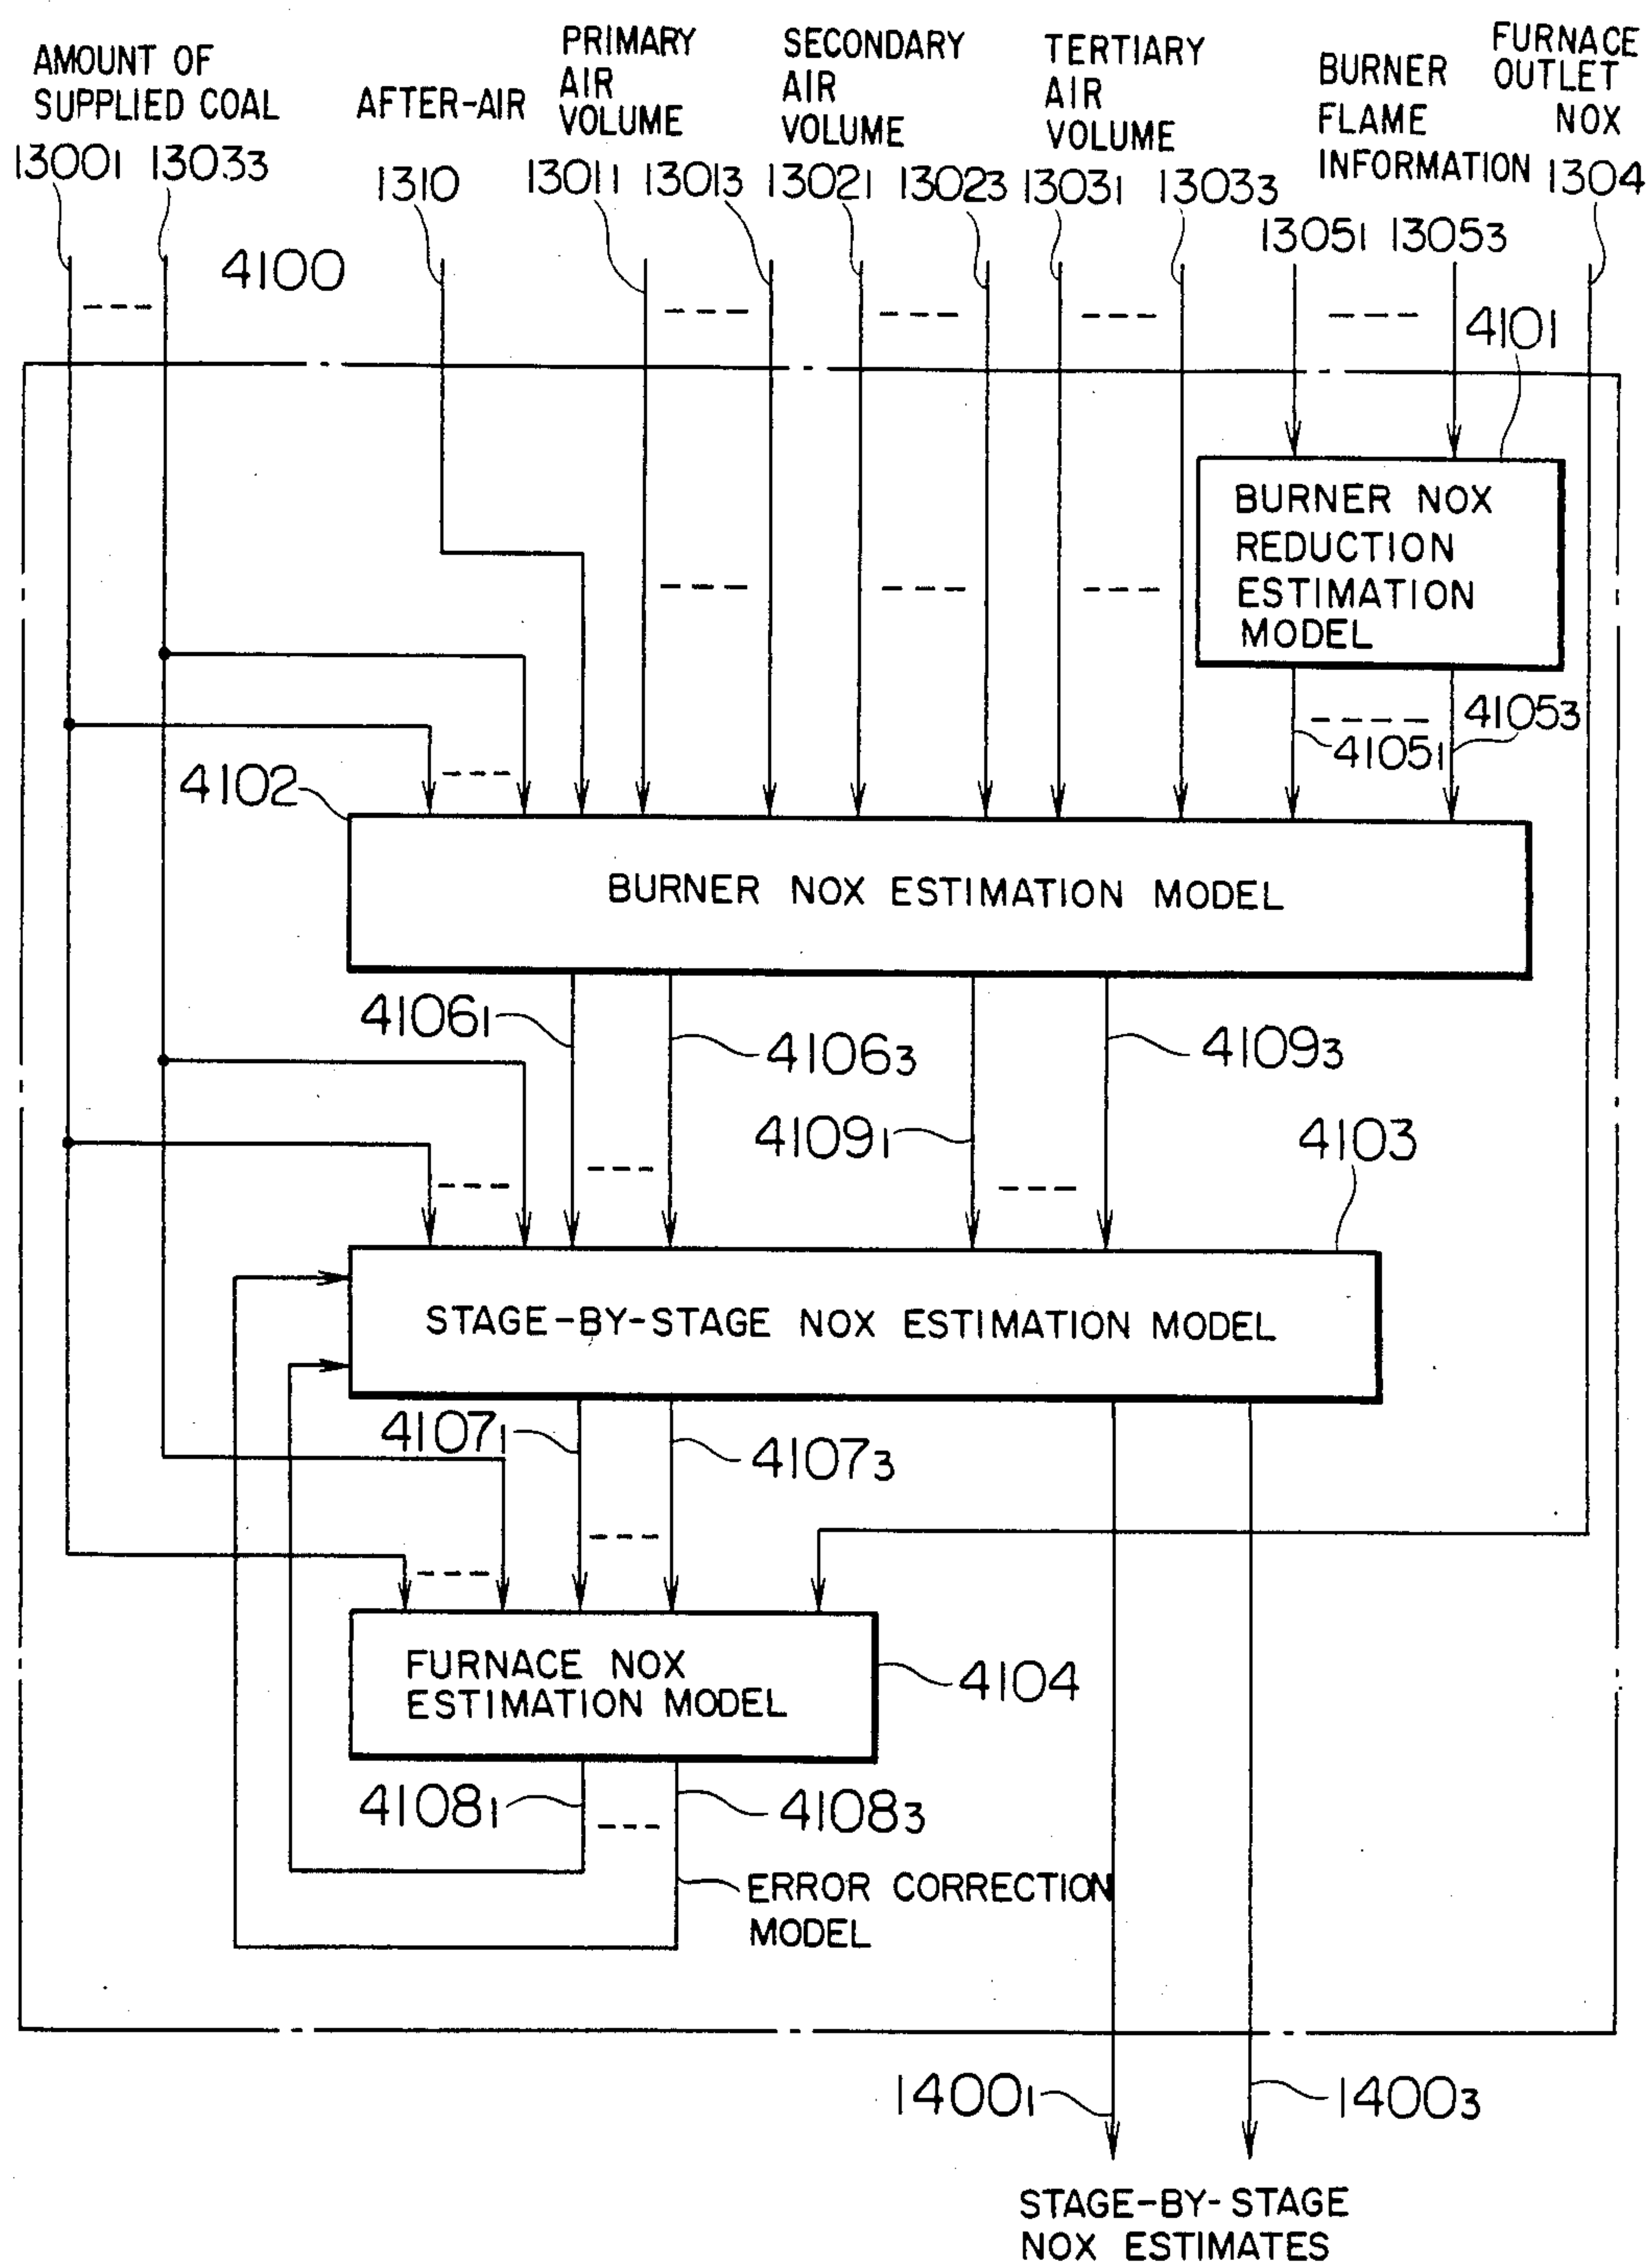 AMOUNT OF
SUPPLIED COAL
13001 13033
AFTER-AIR
1310
PRIMARY
AIR
VOLUME
13011 13013
SECONDARY
AIR
VOLUME
13021 13023
TERTIARY
AIR
VOLUME
13031 13033
BURNER
FLAME
INFORMATION
13051 13053
FURNACE
OUTLET
NOX
1304
4100
4101
BURNER NOX
REDUCTION
ESTIMATION
MODEL
41051
41053
4102
BURNER NOX ESTIMATION MODEL
41061
41063
41091
41093
4103
STAGE-BY-STAGE NOX ESTIMATION MODEL
41071
41073
FURNACE NOX
ESTIMATION MODEL
4104
41081
41083
ERROR CORRECTION
MODEL
14001
14003
STAGE-BY-STAGE
NOX ESTIMATES